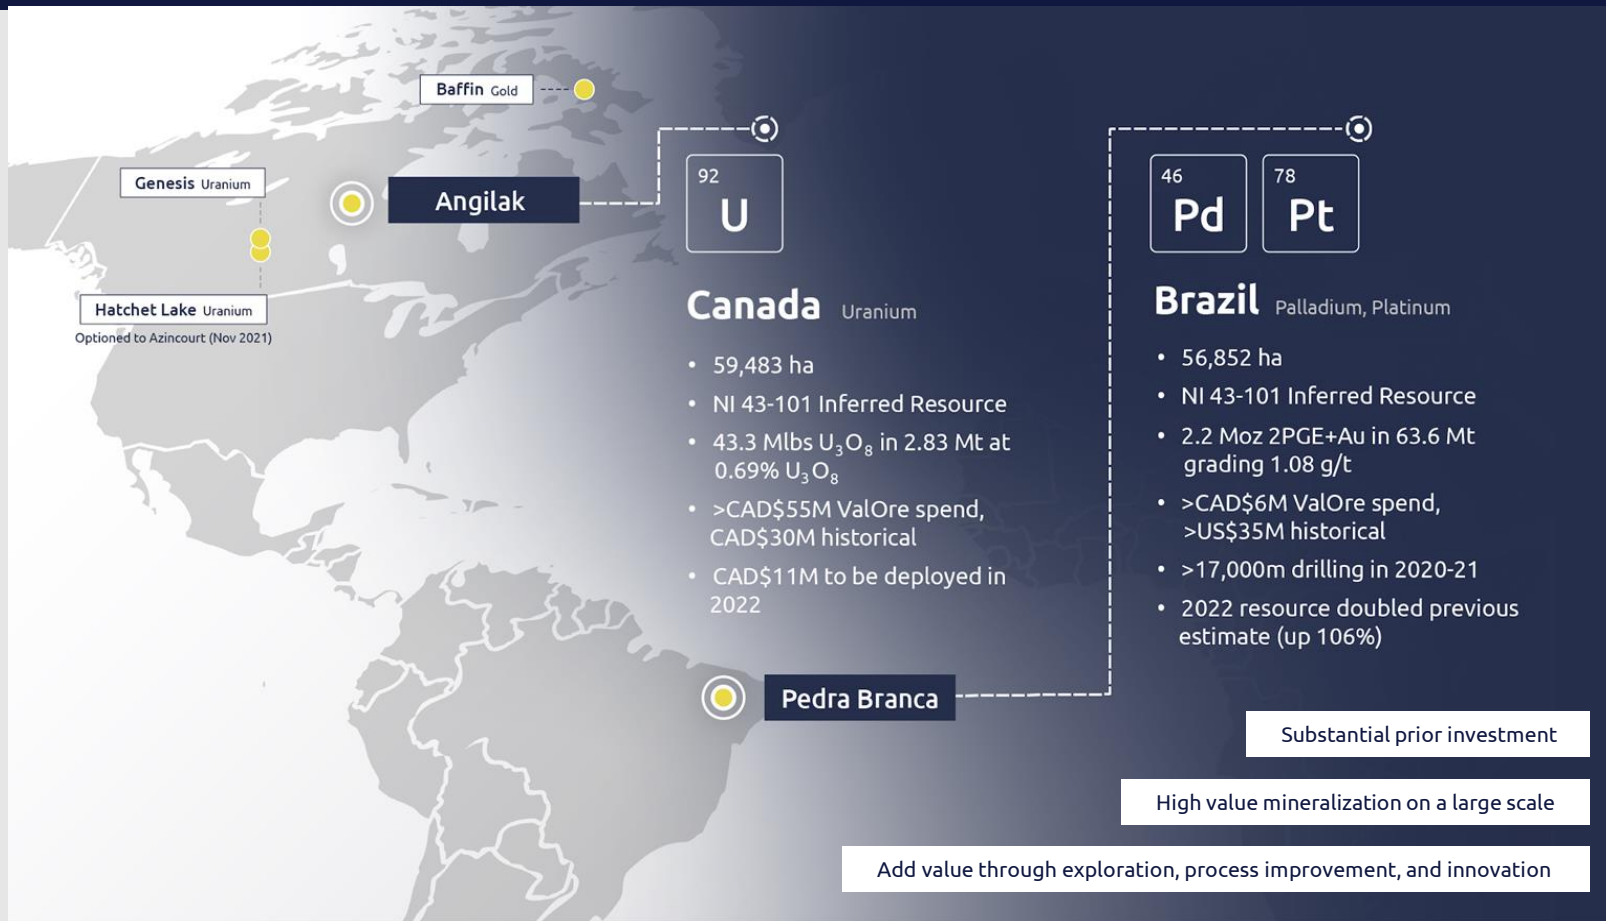 Baffin Gold
Genesis Uranium
Angilak
Hatchet Lake Uranium
Optioned to Azincourt (Nov 2021)
92
U
Canada Uranium
• 59,483 ha
• NI 43-101 Inferred Resource
• 43.3 Mlbs U₃O₈ in 2.83 Mt at
0.69% U₃O₈
• >CAD$55M ValOre spend,
CAD$30M historical
• CAD$11M to be deployed in
2022
46
Pd
78
Pt
Brazil Palladium, Platinum
• 56,852 ha
• NI 43-101 Inferred Resource
• 2.2 Moz 2PGE+Au in 63.6 Mt
grading 1.08 g/t
• >CAD$6M ValOre spend,
>US$35M historical
• >17,000m drilling in 2020-21
• 2022 resource doubled previous
estimate (up 106%)
Pedra Branca
Substantial prior investment
High value mineralization on a large scale
Add value through exploration, process improvement, and innovation